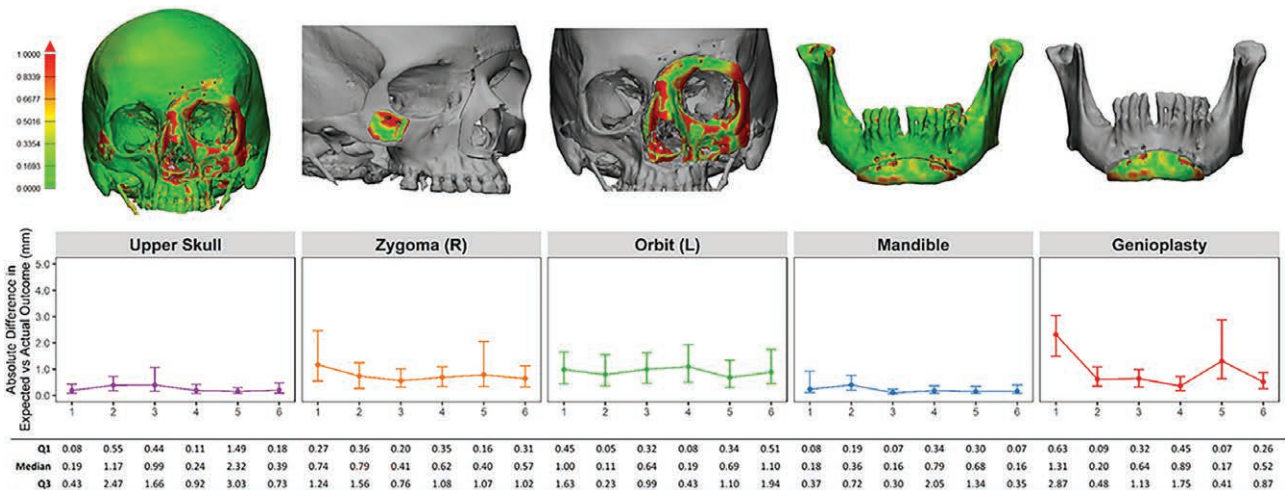 1.0000
0.8339
0.6677
0.5016
0.3354
0.1693
0.0000
Upper Skull Zygoma (R) Orbit (L) Mandible Genioplasty
Absolute Difference in
Expected vs Actual Outcome (mm)
5.0
4.0
3.0
2.0
1.0
0.0
1 2 3 4 5 6 1 2 3 4 5 6 1 2 3 4 5 6 1 2 3 4 5 6 1 2 3 4 5 6
Q1 0.08 0.55 0.44 0.11 1.49 0.18 0.27 0.36 0.20 0.35 0.16 0.31 0.45 0.05 0.32 0.08 0.34 0.51 0.08 0.19 0.07 0.34 0.30 0.07 0.63 0.09 0.32 0.45 0.07 0.26
Median 0.19 1.17 0.99 0.24 2.32 0.39 0.74 0.79 0.41 0.62 0.40 0.57 1.00 0.11 0.64 0.19 0.69 1.10 0.18 0.36 0.16 0.79 0.68 0.16 1.31 0.20 0.64 0.89 0.17 0.52
Q3 0.43 2.47 1.66 0.92 3.03 0.73 1.24 1.56 0.76 1.08 1.07 1.02 1.63 0.23 0.99 0.43 1.10 1.94 0.37 0.72 0.30 2.05 1.34 0.35 2.87 0.48 1.13 1.75 0.41 0.87